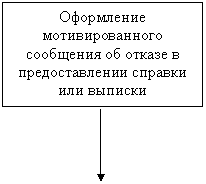 Оформление
мотивированного
сообщения об отказе в
предоставлении справки
или выписки